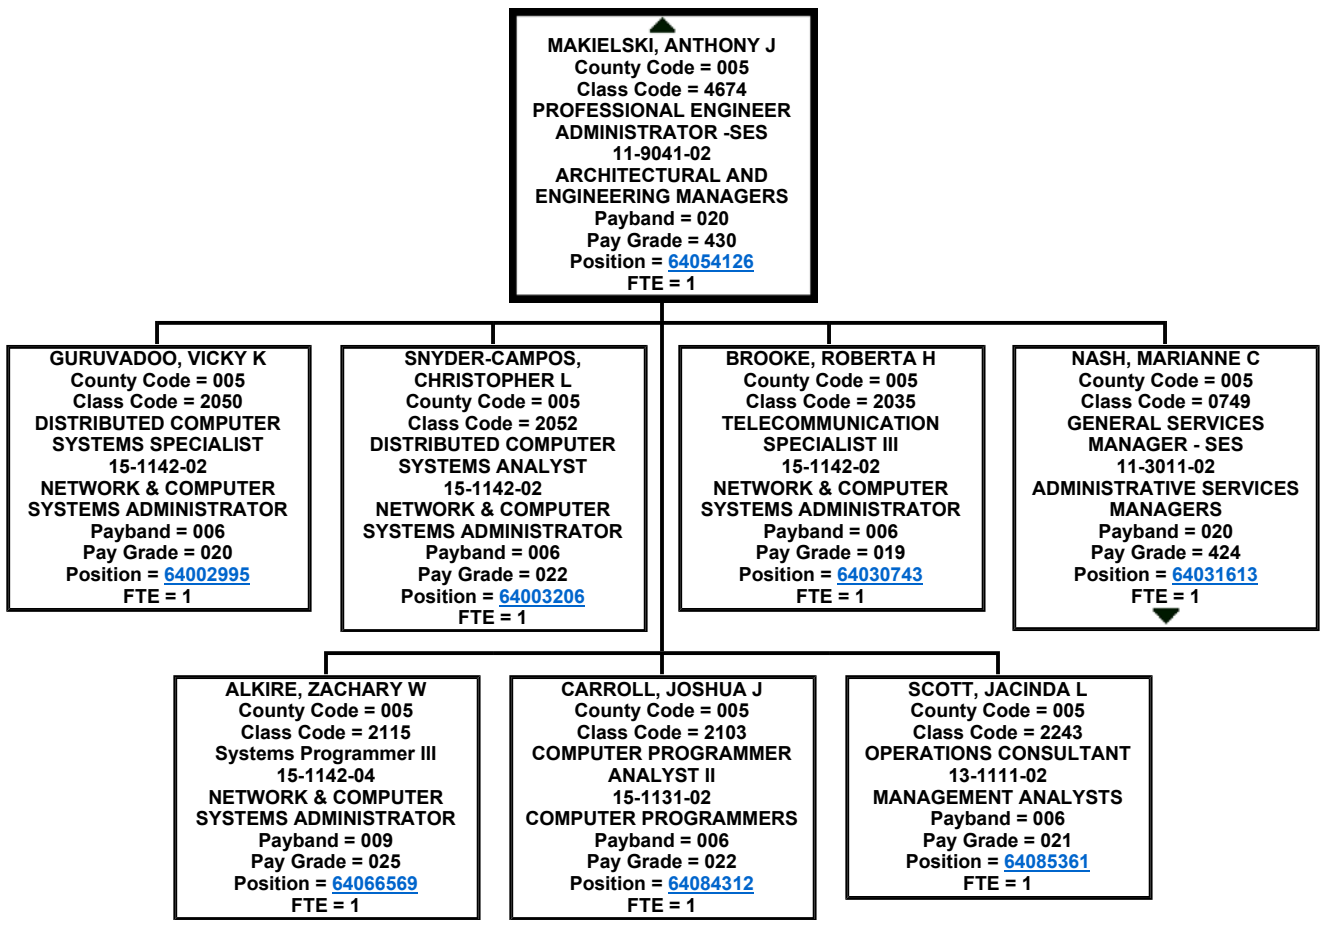 MAKIELSKI, ANTHONY J
County Code = 005
Class Code = 4674
PROFESSIONAL ENGINEER
ADMINISTRATOR -SES
11-9041-02
ARCHITECTURAL AND
ENGINEERING MANAGERS
Payband = 020
Pay Grade = 430
Position = 64054126
FTE = 1
GURUVADOO, VICKY K
County Code = 005
Class Code = 2050
DISTRIBUTED COMPUTER
SYSTEMS SPECIALIST
15-1142-02
NETWORK & COMPUTER
SYSTEMS ADMINISTRATOR
Payband = 006
Pay Grade = 020
Position = 64002995
FTE = 1
SNYDER-CAMPOS,
CHRISTOPHER L
County Code = 005
Class Code = 2052
DISTRIBUTED COMPUTER
SYSTEMS ANALYST
15-1142-02
NETWORK & COMPUTER
SYSTEMS ADMINISTRATOR
Payband = 006
Pay Grade = 022
Position = 64003206
FTE = 1
BROOKE, ROBERTA H
County Code = 005
Class Code = 2035
TELECOMMUNICATION
SPECIALIST III
15-1142-02
NETWORK & COMPUTER
SYSTEMS ADMINISTRATOR
Payband = 006
Pay Grade = 019
Position = 64030743
FTE = 1
NASH, MARIANNE C
County Code = 005
Class Code = 0749
GENERAL SERVICES
MANAGER - SES
11-3011-02
ADMINISTRATIVE SERVICES
MANAGERS
Payband = 020
Pay Grade = 424
Position = 64031613
FTE = 1
ALKIRE, ZACHARY W
County Code = 005
Class Code = 2115
Systems Programmer III
15-1142-04
NETWORK & COMPUTER
SYSTEMS ADMINISTRATOR
Payband = 009
Pay Grade = 025
Position = 64066569
FTE = 1
CARROLL, JOSHUA J
County Code = 005
Class Code = 2103
COMPUTER PROGRAMMER
ANALYST II
15-1131-02
COMPUTER PROGRAMMERS
Payband = 006
Pay Grade = 022
Position = 64084312
FTE = 1
SCOTT, JACINDA L
County Code = 005
Class Code = 2243
OPERATIONS CONSULTANT
13-1111-02
MANAGEMENT ANALYSTS
Payband = 006
Pay Grade = 021
Position = 64085361
FTE = 1